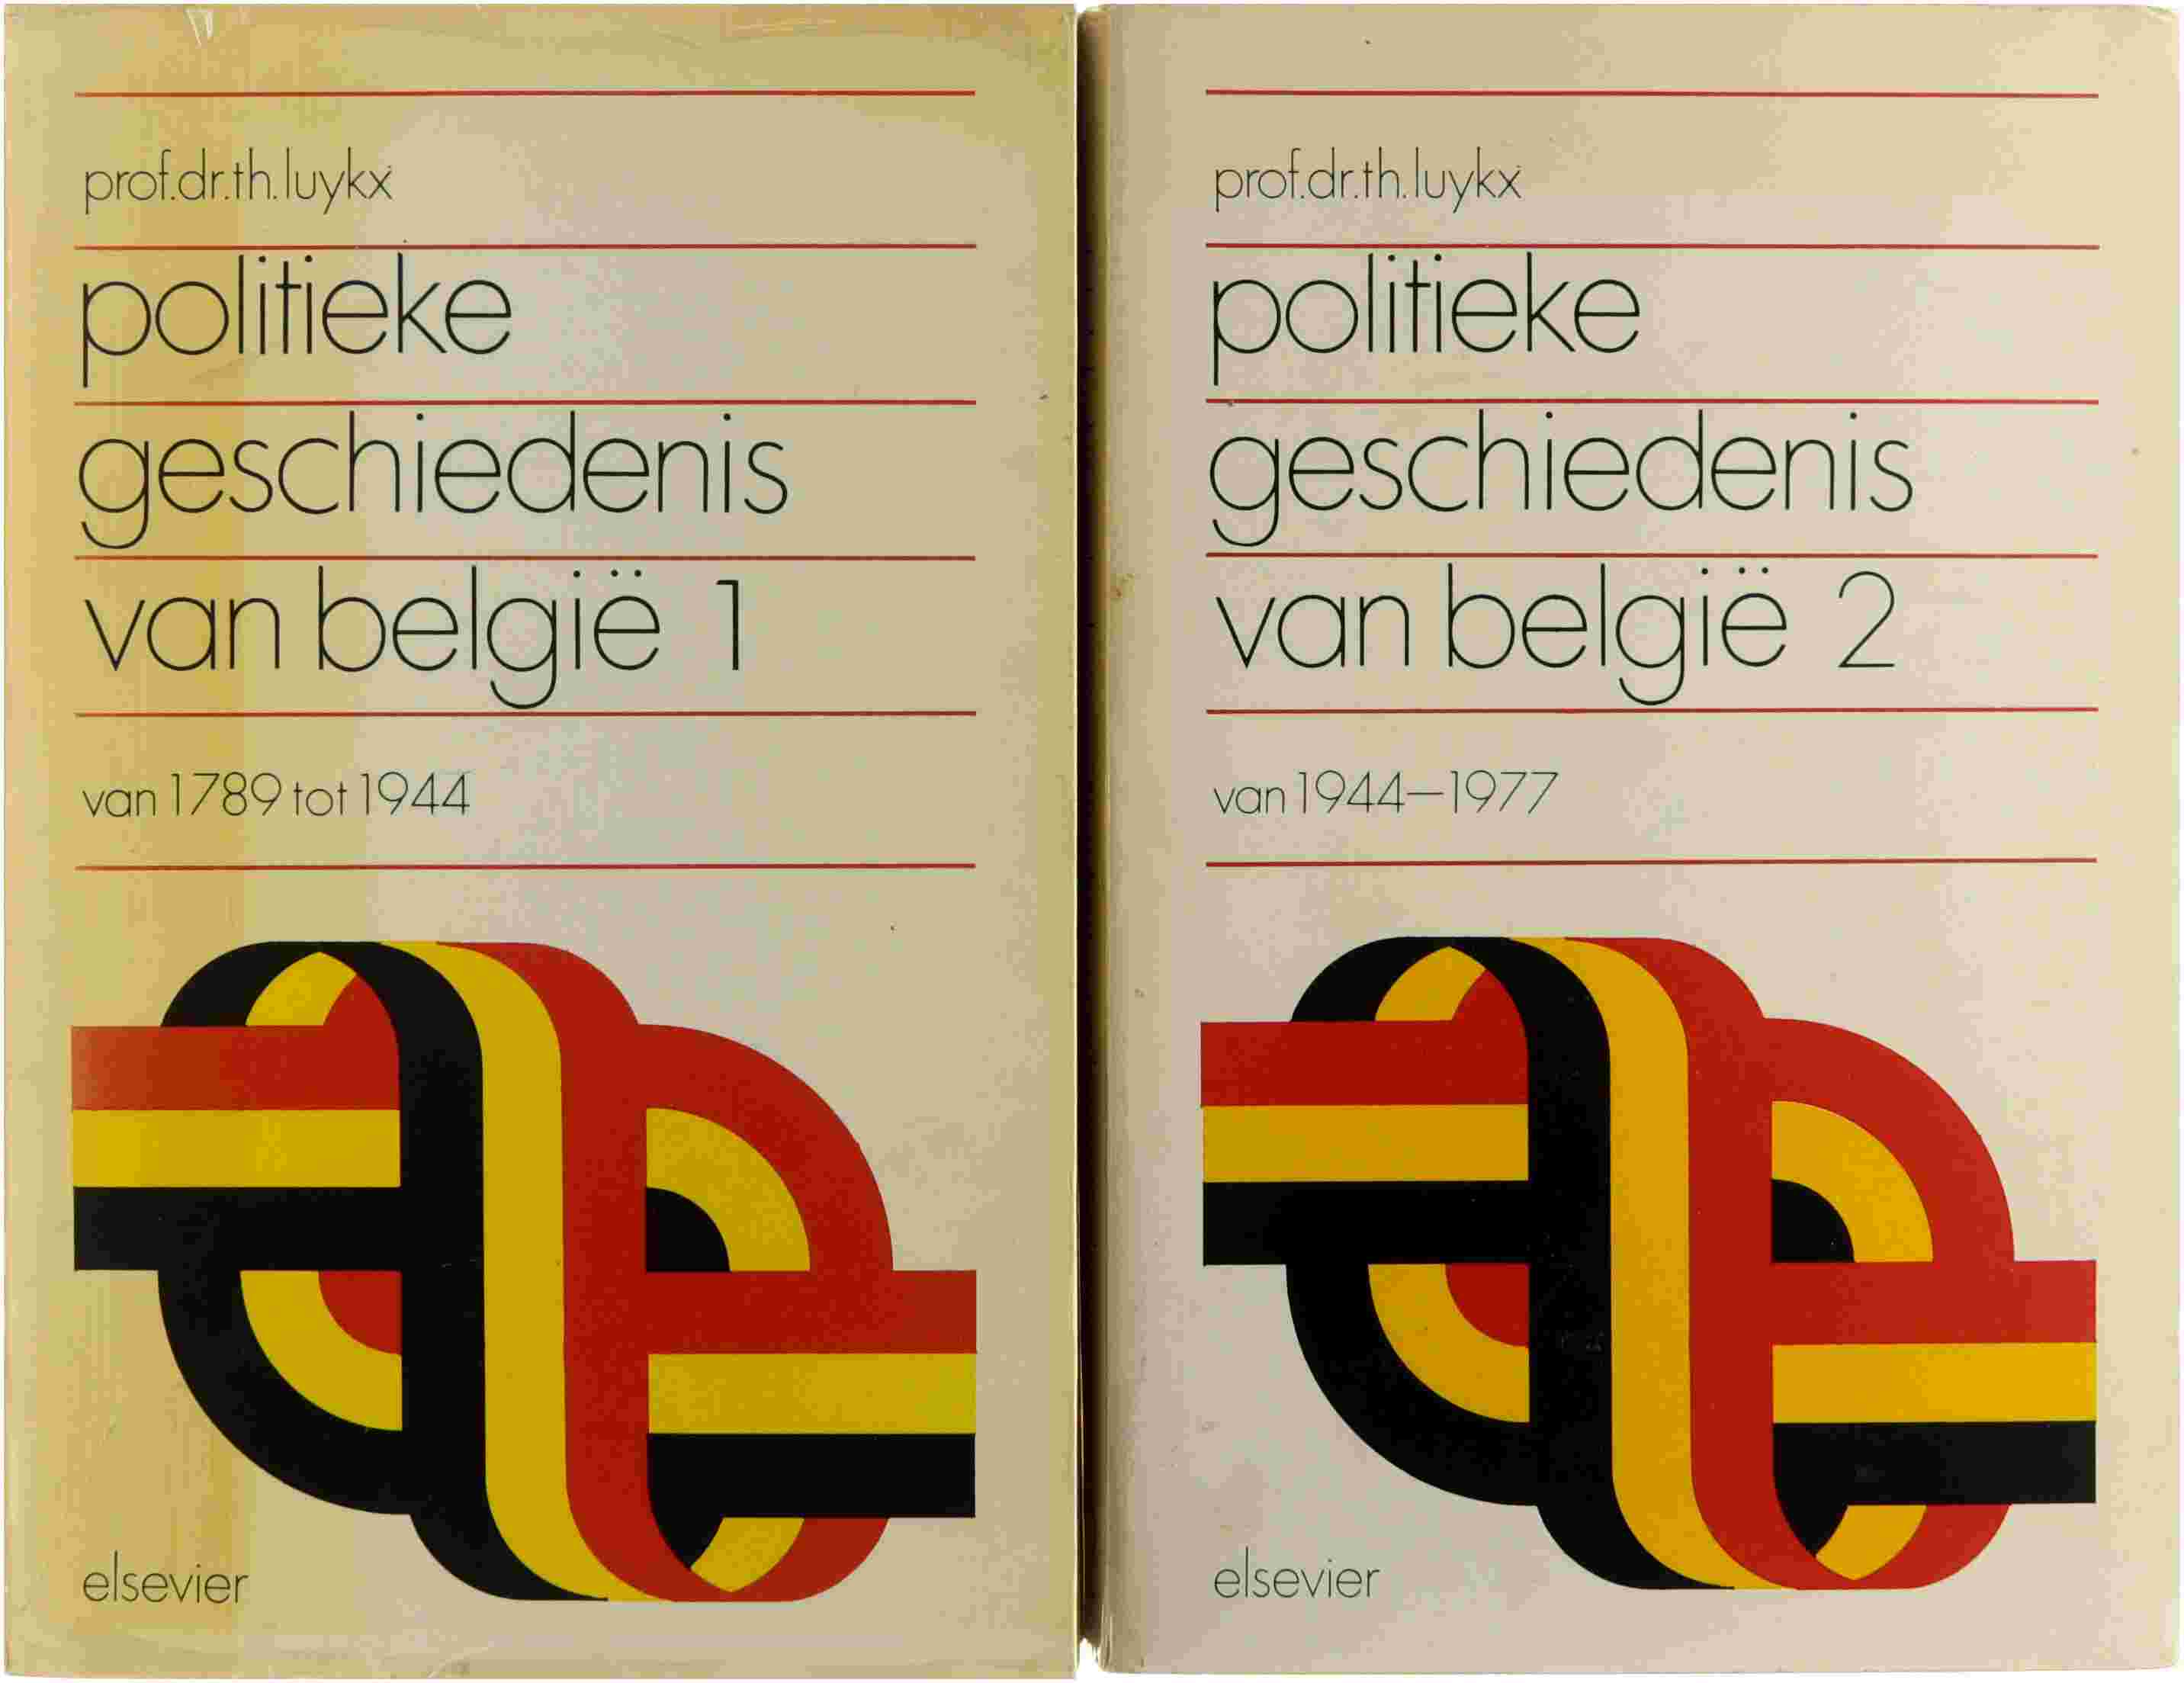 prof.dr.th.luykx
politieke
geschiedenis
van belgië 1
van 1789 tot 1944
elsevier
prof.dr.th.luykx
politieke
geschiedenis
van belgië 2
van 1944–1977
elsevier